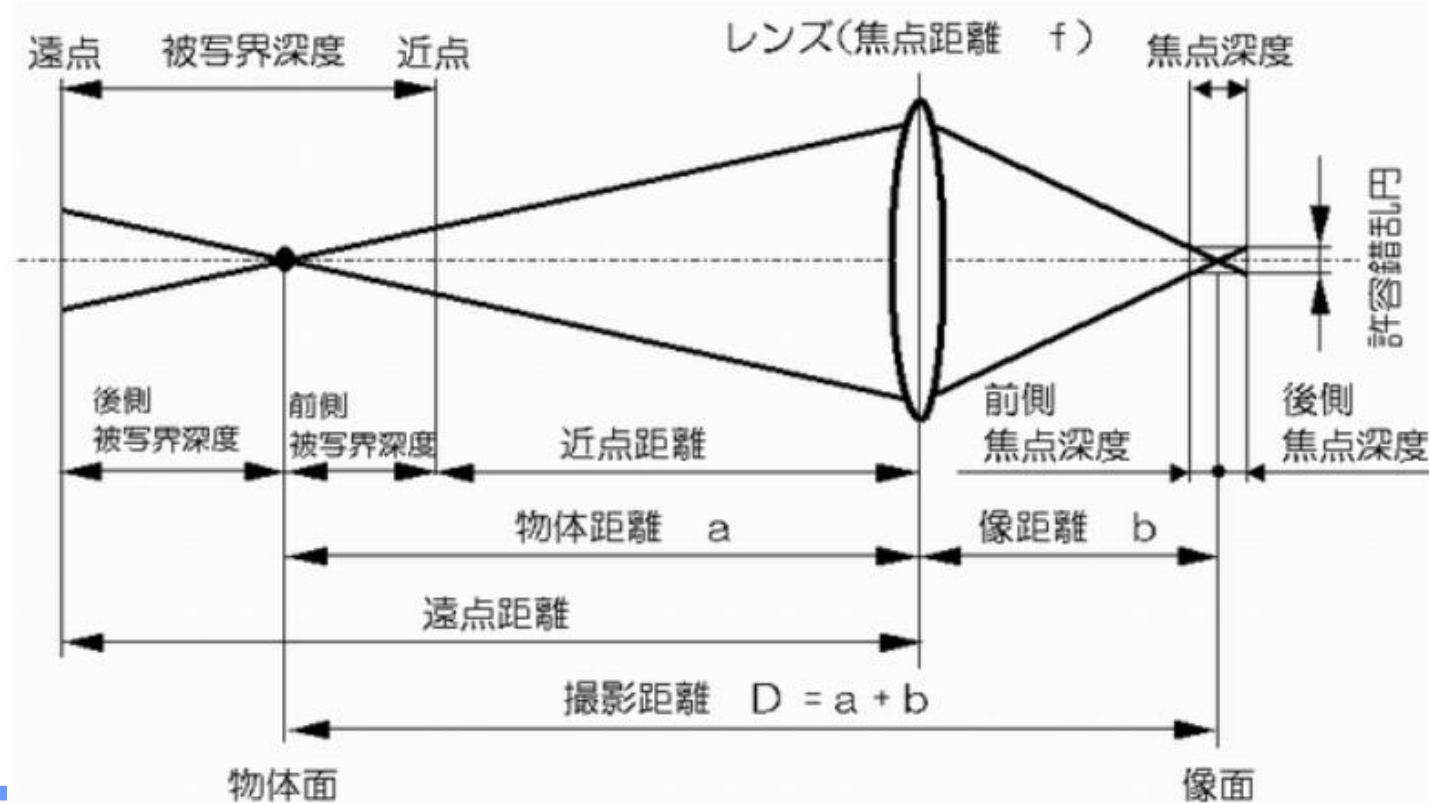 遠点
被写界深度
近点
レンズ(焦点距離 f)
焦点深度
許容錯乱円
後側
被写界深度
前側
被写界深度
近点距離
前側
焦点深度
後側
焦点深度
物体距離 a
像距離 b
遠点距離
撮影距離 D = a + b
物体面
像面